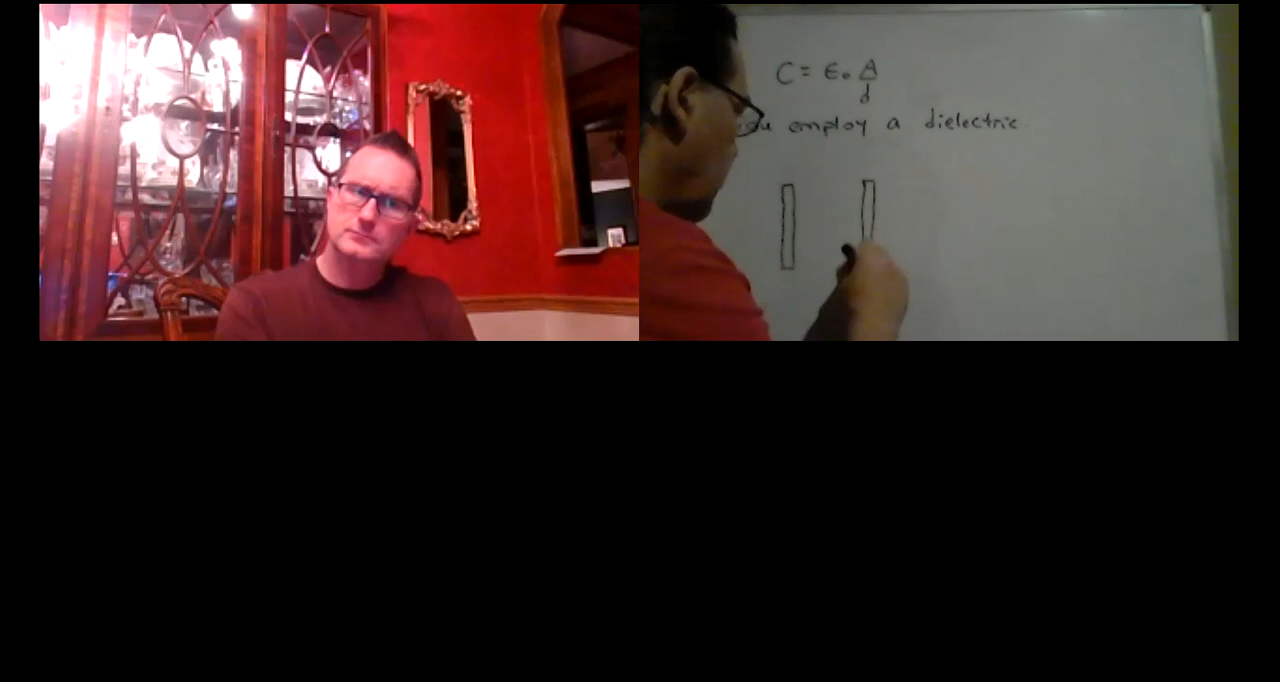 C = ε₀ A/d
employ a dielectric.